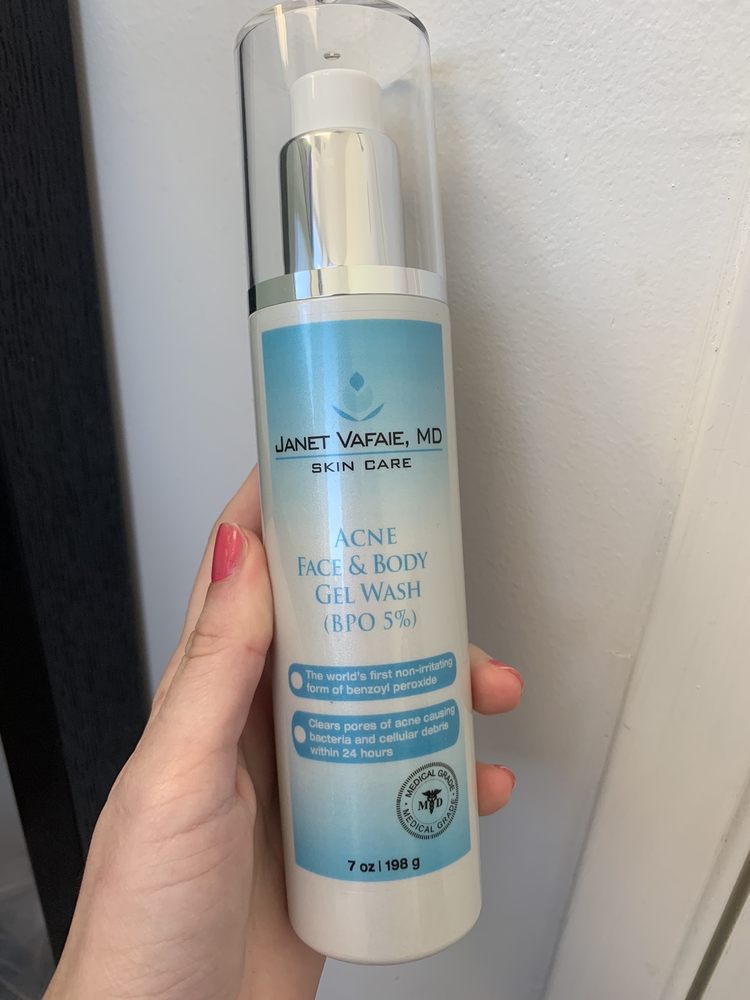 JANET VAFAIE, MD
SKIN CARE
ACNE
FACE & BODY
GEL WASH
(BPO 5%)
The world's first non-irritating
form of benzoyl peroxide
Clears pores of acne causing
bacteria and cellular debris
within 24 hours
MEDICAL GRADE
MD
MEDICAL GRADE
7 oz | 198 g